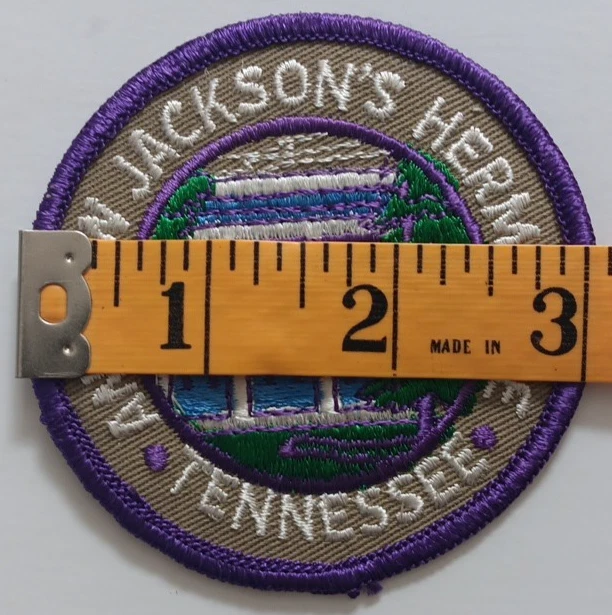 N JACKSON'S HERM
1 2 MADE IN 3
TENNESSEE